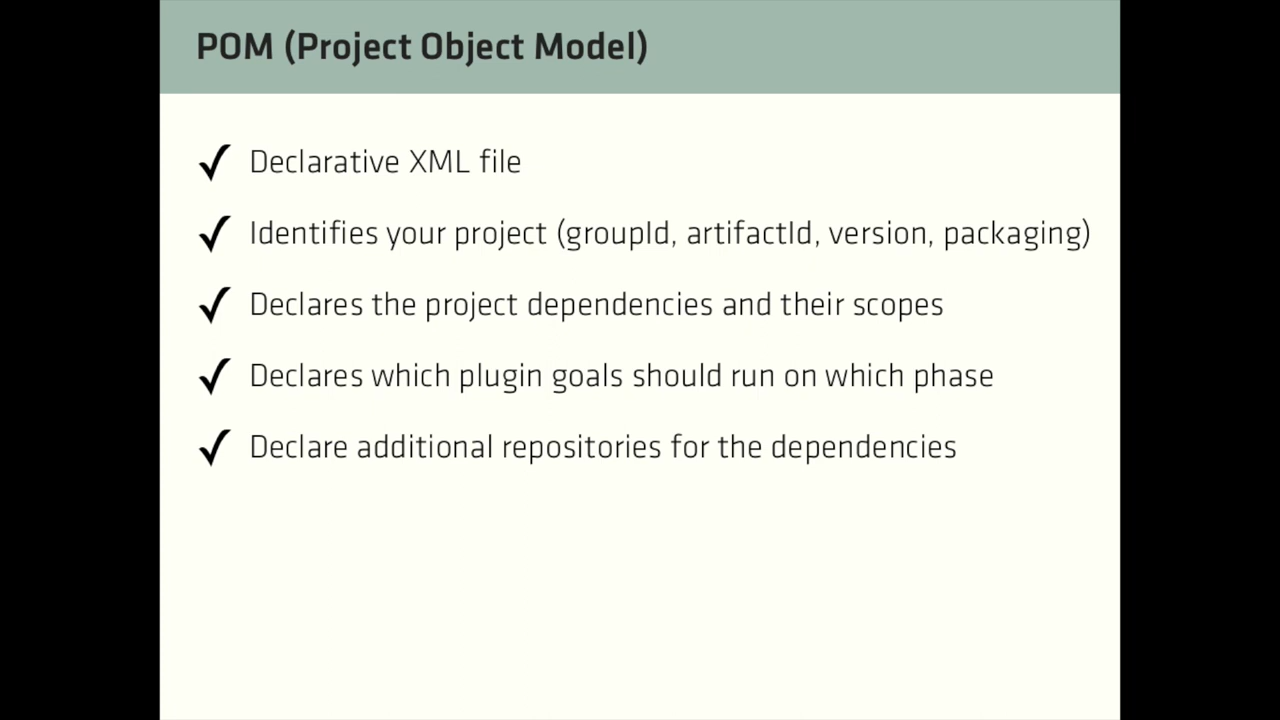 POM (Project Object Model)
✓ Declarative XML file
✓ Identifies your project (groupId, artifactId, version, packaging)
✓ Declares the project dependencies and their scopes
✓ Declares which plugin goals should run on which phase
✓ Declare additional repositories for the dependencies